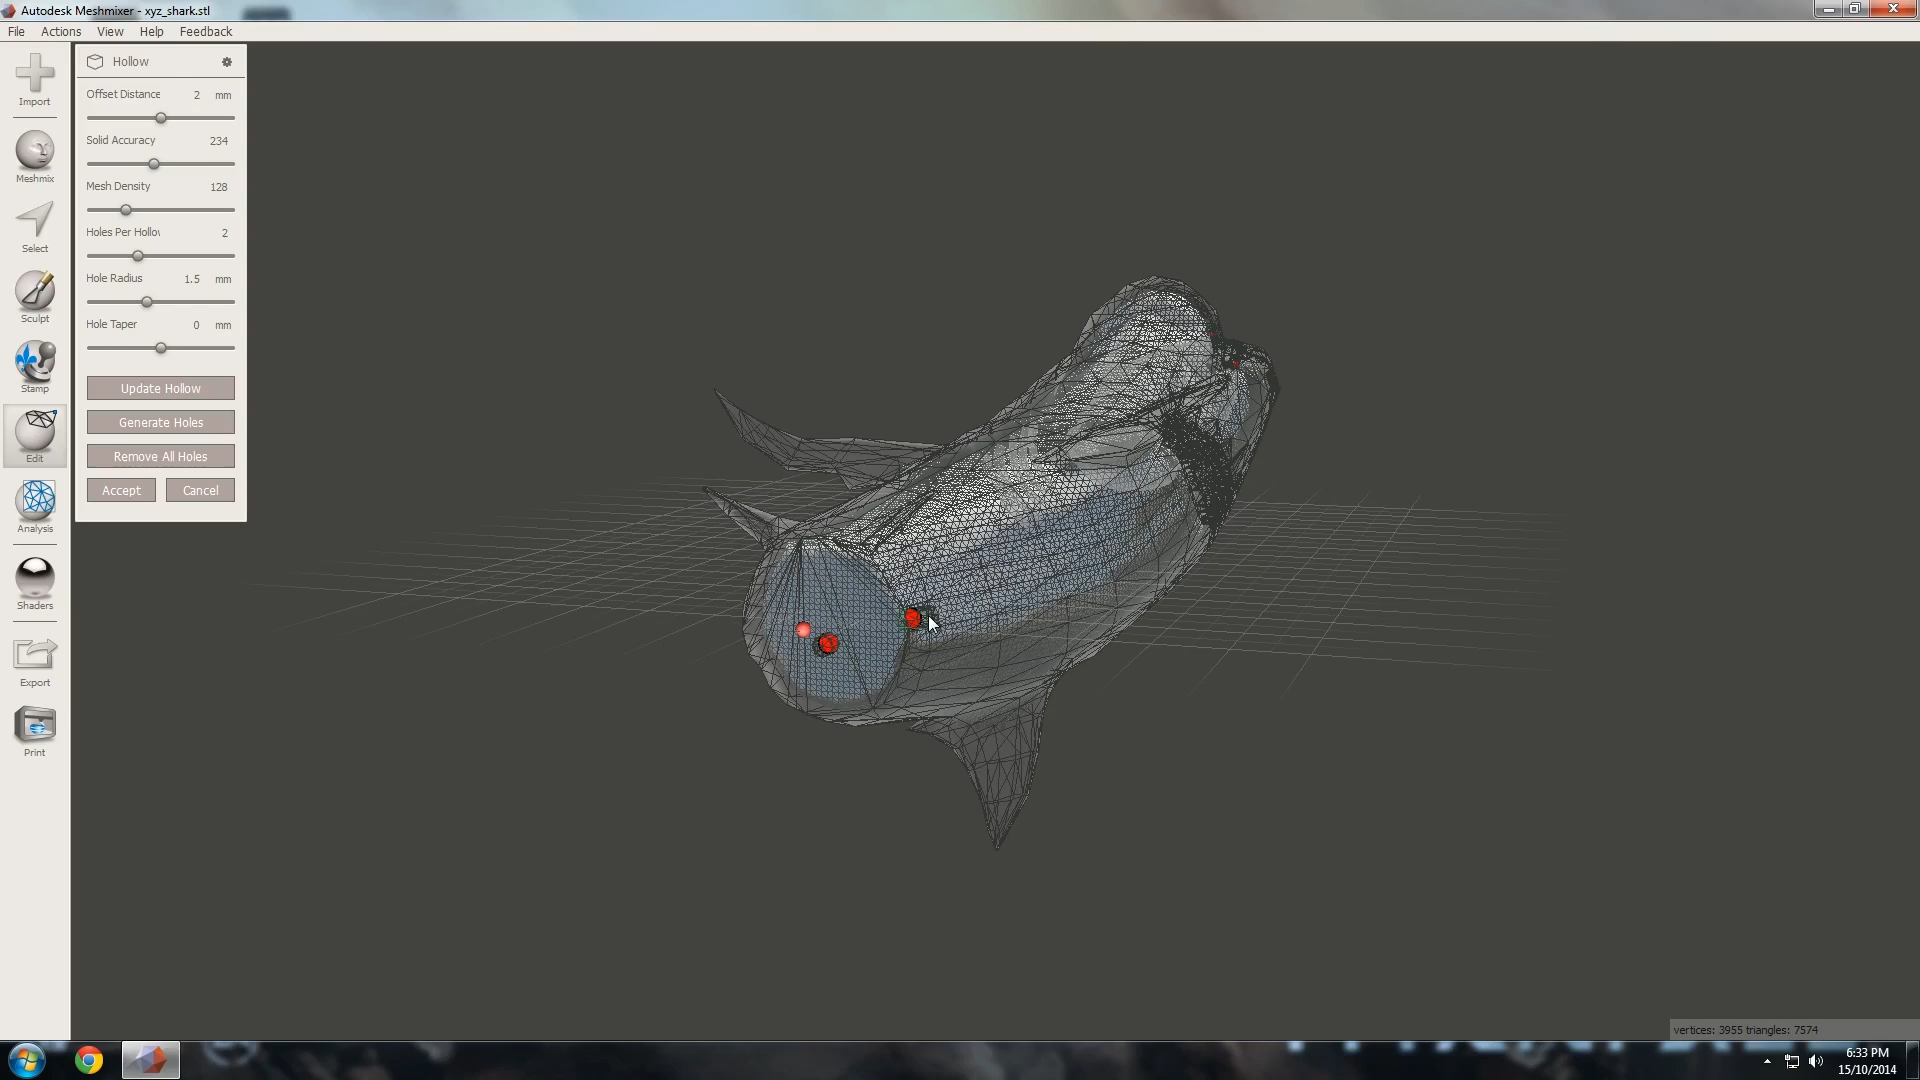 Autodesk Meshmixer - xyz_shark.stl
File Actions View Help Feedback
Import
Meshmix
Select
Sculpt
Stamp
Edit
Analysis
Shaders
Export
Print
Hollow
Offset Distance 2 mm
Solid Accuracy 234
Mesh Density 128
Holes Per Hollow 2
Hole Radius 1.5 mm
Hole Taper 0 mm
Update Hollow
Generate Holes
Remove All Holes
Accept Cancel
vertices: 3955 triangles: 7574
6:33 PM
15/10/2014